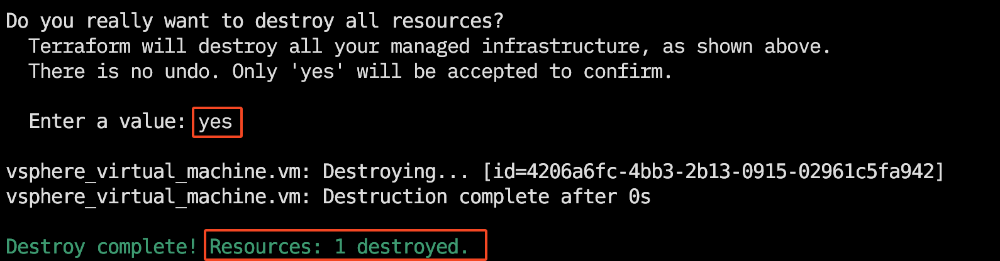 Do you really want to destroy all resources?
Terraform will destroy all your managed infrastructure, as shown above.
There is no undo. Only 'yes' will be accepted to confirm.
Enter a value: yes
vsphere_virtual_machine.vm: Destroying... [id=4206a6fc-4bb3-2b13-0915-02961c5fa942]
vsphere_virtual_machine.vm: Destruction complete after 0s
Destroy complete! Resources: 1 destroyed.